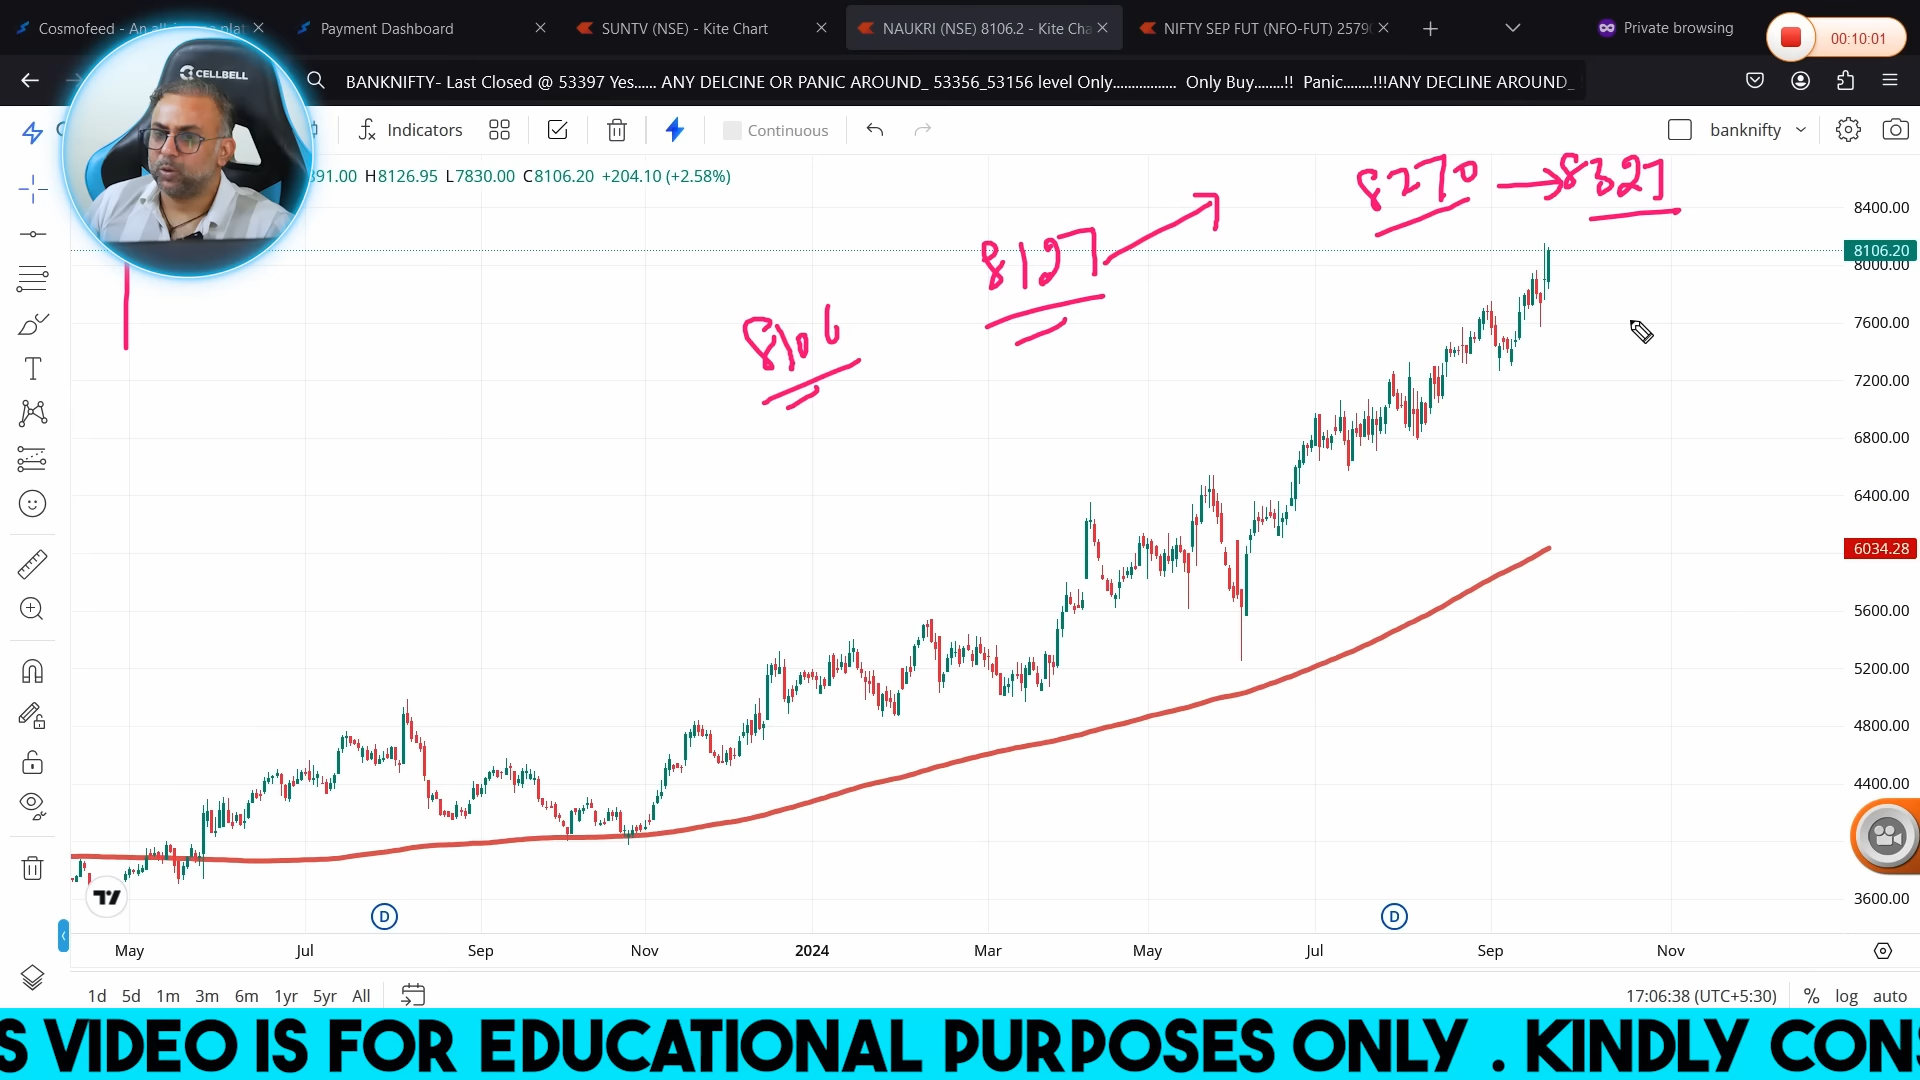 Cosmofeed - An all-in-one plat
Payment Dashboard
SUNTV (NSE) - Kite Chart
NAUKRI (NSE) 8106.2 - Kite Cha
NIFTY SEP FUT (NFO-FUT) 2579
Private browsing
00:10:01
BANKNIFTY- Last Closed @ 53397 Yes...... ANY DELCINE OR PANIC AROUND_ 53356_53156 level Only................. Only Buy........!! Panic........!!!ANY DECLINE AROUND_
CELLBELL
Indicators
Continuous
banknifty
391.00 H8126.95 L7830.00 C8106.20 +204.10 (+2.58%)
8270 → 8327
8127
8106
8400.00
8106.20
8000.00
7600.00
7200.00
6800.00
6400.00
6034.28
5600.00
5200.00
4800.00
4400.00
3600.00
D
D
May Jul Sep Nov 2024 Mar May Jul Sep Nov
1d 5d 1m 3m 6m 1yr 5yr All
17:06:38 (UTC+5:30) % log auto
S VIDEO IS FOR EDUCATIONAL PURPOSES ONLY . KINDLY CONS